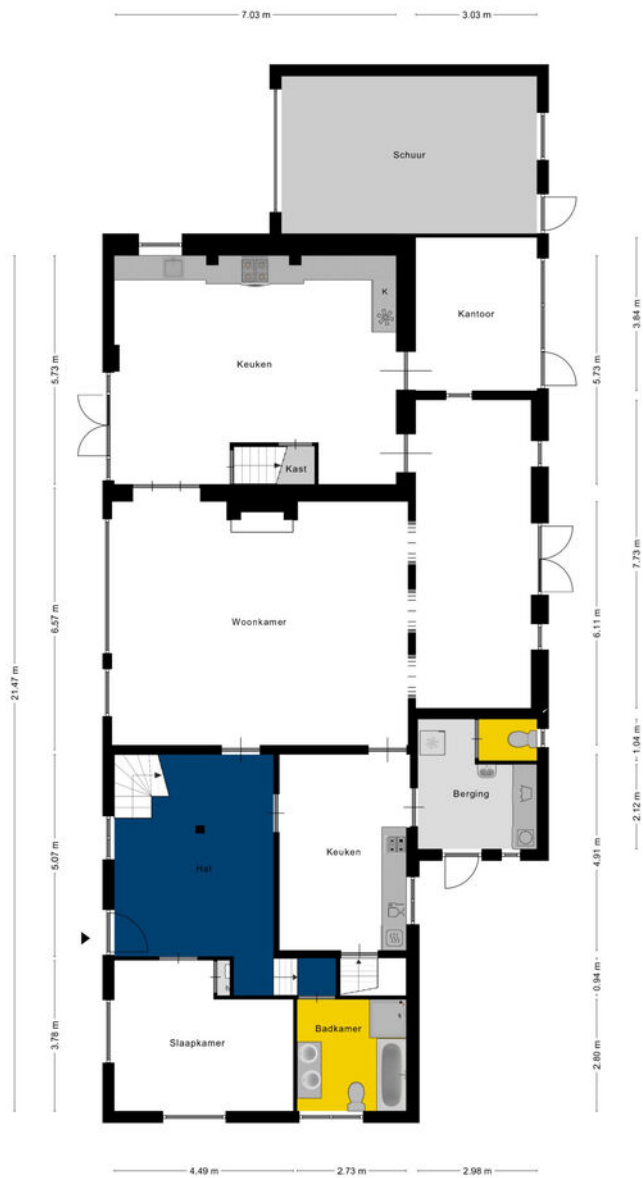 7.03 m
3.03 m
Schuur
3.84 m
K
Kantoor
5.73 m
Keuken
5.73 m
Kast
7.73 m
6.57 m
6.11 m
Woonkamer
21.47 m
1.04 m
Berging
2.12 m
Keuken
5.07 m
4.91 m
Hal
0.94 m
Badkamer
Slaapkamer
3.78 m
2.80 m
4.49 m
2.73 m
2.98 m